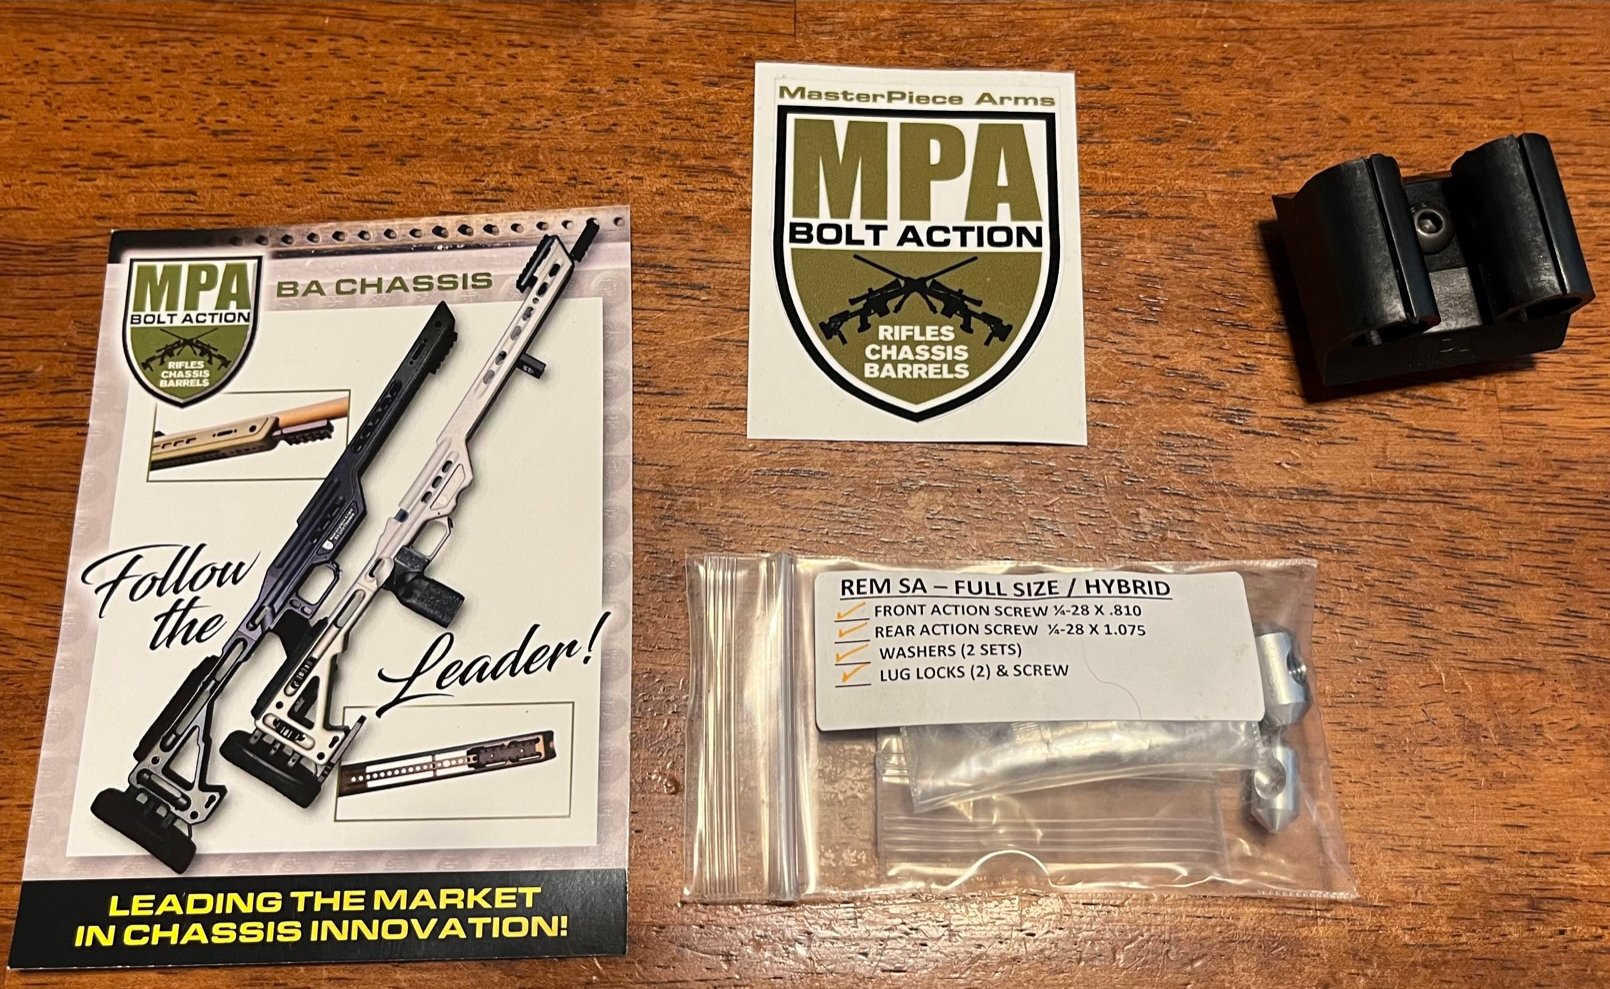 MPA
BOLT ACTION
RIFLES
CHASSIS
BARRELS
BA CHASSIS
Follow
the
Leader!
LEADING THE MARKET
IN CHASSIS INNOVATION!
MasterPiece Arms
MPA
BOLT ACTION
RIFLES
CHASSIS
BARRELS
REM SA – FULL SIZE / HYBRID
FRONT ACTION SCREW ¼-28 X .810
REAR ACTION SCREW ¼-28 X 1.075
WASHERS (2 SETS)
LUG LOCKS (2) & SCREW